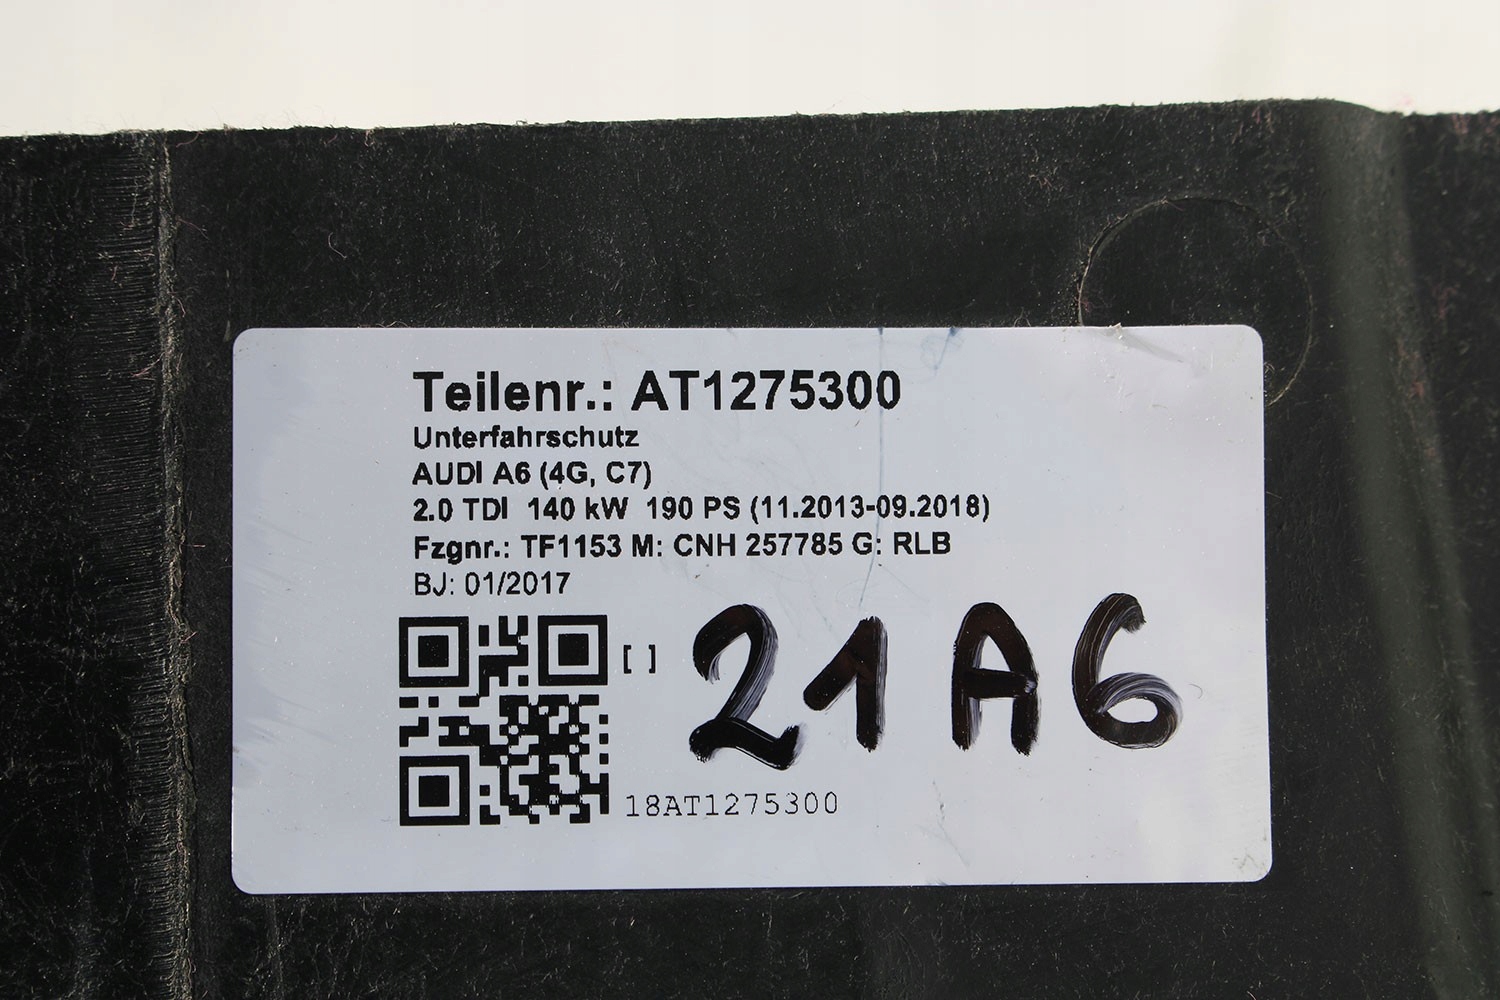 Teilenr.: AT1275300
Unterfahrschutz
AUDI A6 (4G, C7)
2.0 TDI  140 kW  190 PS (11.2013-09.2018)
Fzgnr.: TF1153 M: CNH 257785 G: RLB
BJ: 01/2017
[ ]
21A6
18AT1275300